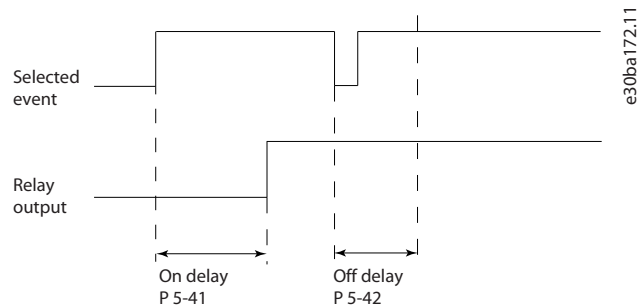 Selected
event
Relay
output
On delay
P 5-41
Off delay
P 5-42
e30ba172.11